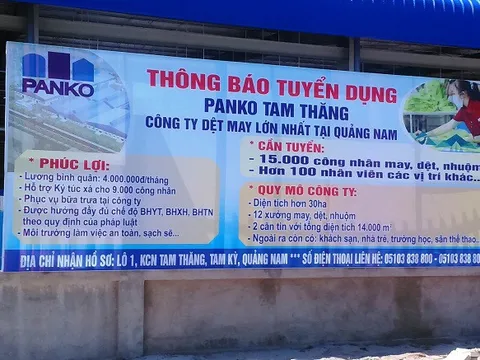 PANKO
THÔNG BÁO TUYỂN DỤNG
PANKO TAM THĂNG
CÔNG TY DỆT MAY LỚN NHẤT TẠI QUẢNG NAM
* PHÚC LỢI:
- Lương bình quân: 4.000.000đ/tháng
- Hỗ trợ Ký túc xá cho 9.000 công nhân
- Phục vụ bữa trưa tại công ty
- Được hưởng đầy đủ chế độ BHYT, BHXH, BHTN
theo quy định của pháp luật
- Môi trường làm việc an toàn, sạch sẽ...
* CẦN TUYỂN:
- 15.000 công nhân may, dệt, nhuộm
- Hơn 100 nhân viên các vị trí khác...
* QUY MÔ CÔNG TY:
- Diện tích hơn 30ha
- 12 xưởng may, dệt, nhuộm
- 2 căn tin với tổng diện tích 14.000 m²
- Ngoài ra còn có: khách sạn, nhà trẻ, trường học, sân thể thao...
ĐỊA CHỈ NHẬN HỒ SƠ: LÔ 1, KCN TAM THĂNG, TAM KỲ, QUẢNG NAM *** SỐ ĐIỆN THOẠI LIÊN HỆ: 05103 838 800 - 05103 838 80